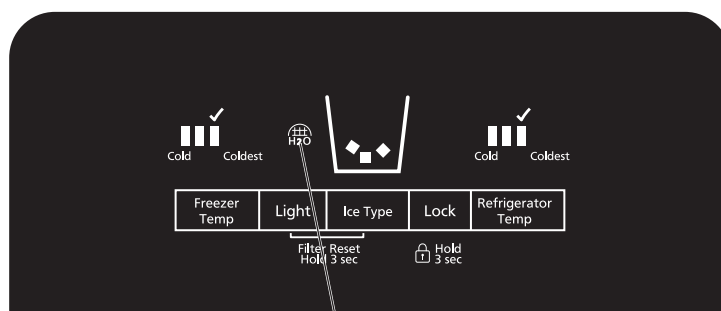 Cold Coldest
H2O
Cold Coldest
Freezer Temp
Light
Ice Type
Lock
Refrigerator Temp
Filter Reset
Hold 3 sec
Hold
3 sec